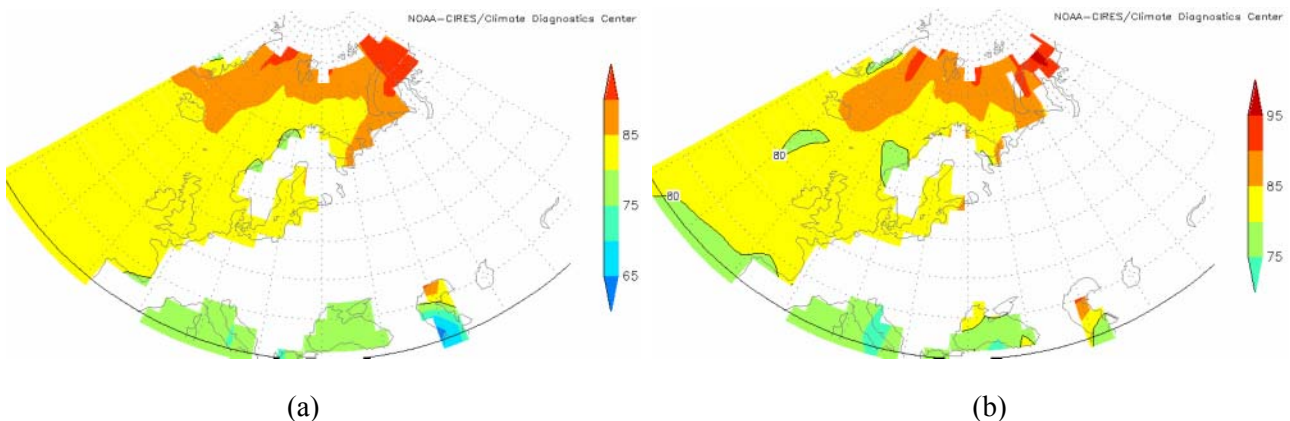 NOAA-CIRES/Climate Diagnostics Center
85
75
65
(a)
NOAA-CIRES/Climate Diagnostics Center
80
80
95
85
75
(b)